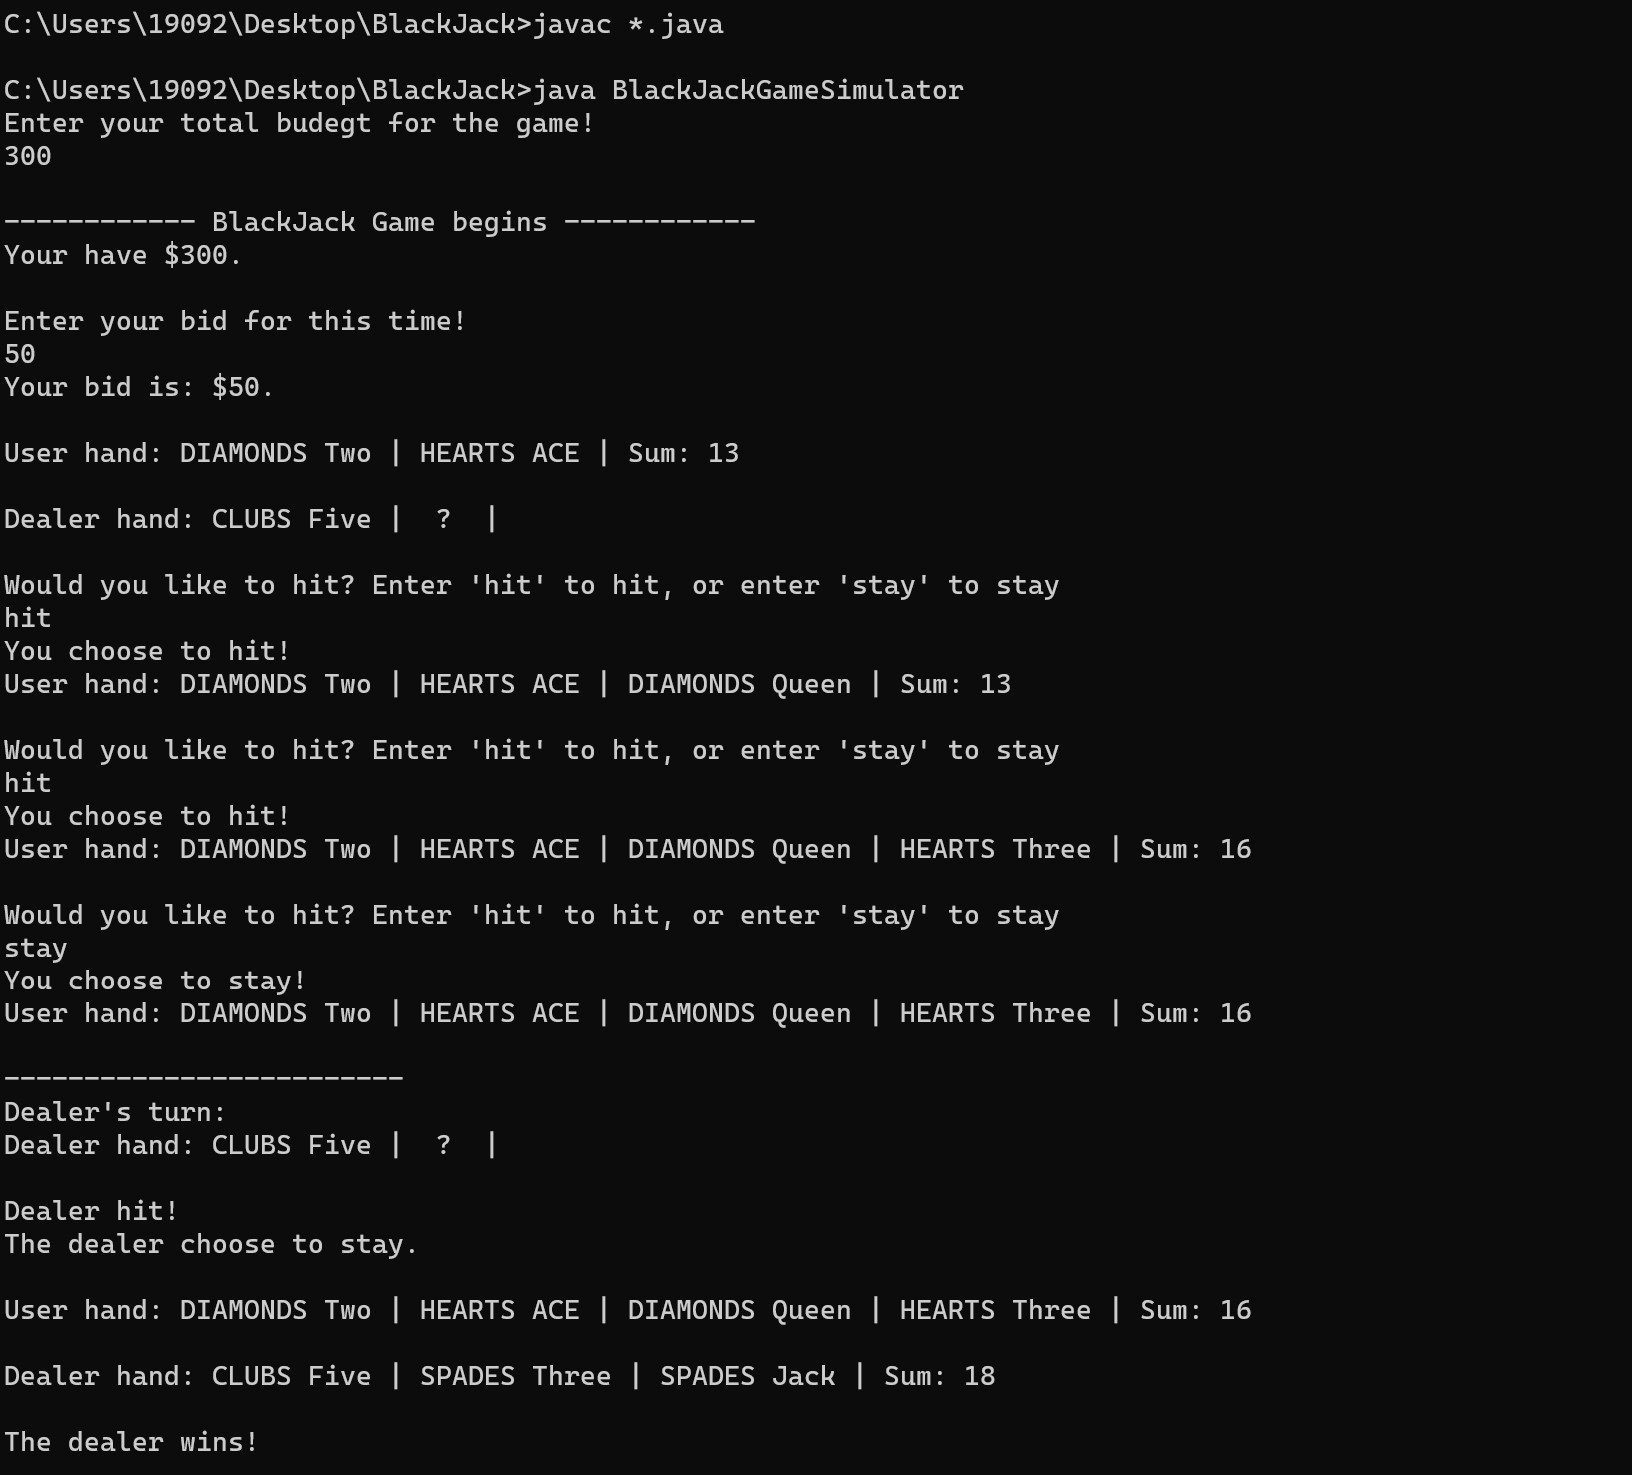 C:\Users\19092\Desktop\BlackJack>javac *.java
C:\Users\19092\Desktop\BlackJack>java BlackJackGameSimulator
Enter your total budegt for the game!
300
------------ BlackJack Game begins ------------
Your have $300.
Enter your bid for this time!
50
Your bid is: $50.
User hand: DIAMONDS Two | HEARTS ACE | Sum: 13
Dealer hand: CLUBS Five |  ?  |
Would you like to hit? Enter 'hit' to hit, or enter 'stay' to stay
hit
You choose to hit!
User hand: DIAMONDS Two | HEARTS ACE | DIAMONDS Queen | Sum: 13
Would you like to hit? Enter 'hit' to hit, or enter 'stay' to stay
hit
You choose to hit!
User hand: DIAMONDS Two | HEARTS ACE | DIAMONDS Queen | HEARTS Three | Sum: 16
Would you like to hit? Enter 'hit' to hit, or enter 'stay' to stay
stay
You choose to stay!
User hand: DIAMONDS Two | HEARTS ACE | DIAMONDS Queen | HEARTS Three | Sum: 16
-------------------------
Dealer's turn:
Dealer hand: CLUBS Five |  ?  |
Dealer hit!
The dealer choose to stay.
User hand: DIAMONDS Two | HEARTS ACE | DIAMONDS Queen | HEARTS Three | Sum: 16
Dealer hand: CLUBS Five | SPADES Three | SPADES Jack | Sum: 18
The dealer wins!